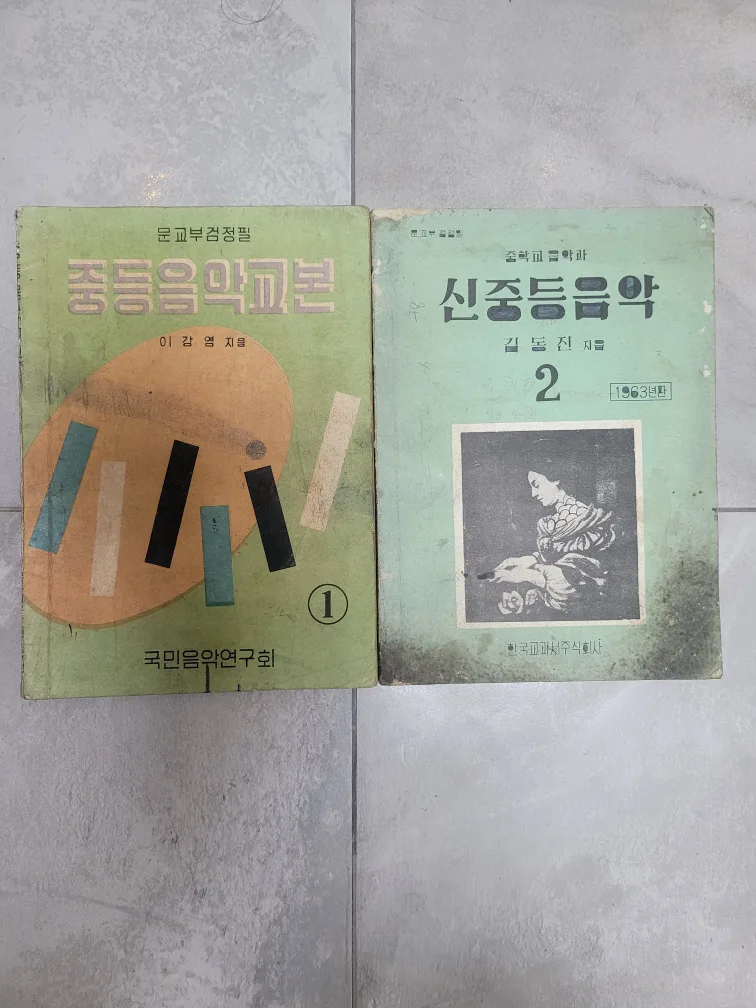 문교부검정필
중등음악교본
이강염 지음
1
국민음악연구회
문교부 검정필
중학교 음악과
신중등음악
김동진 지음
2
1963년판
한국교과서주식회사